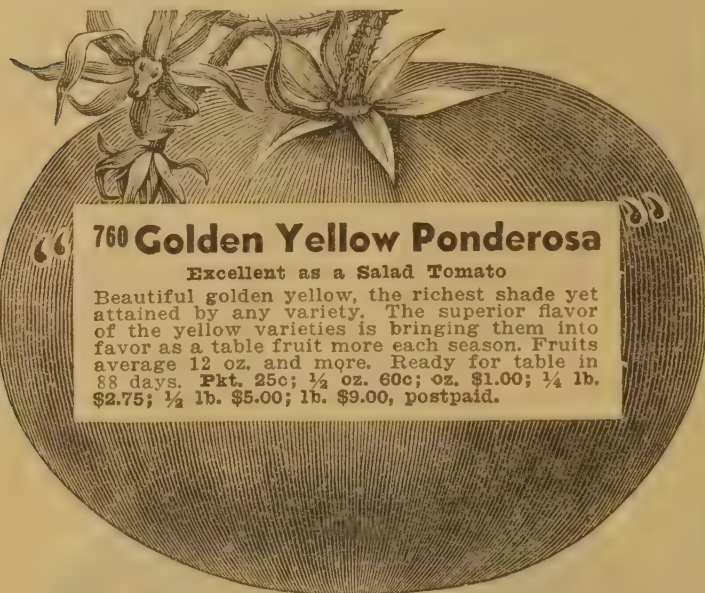 760 Golden Yellow Ponderosa
Excellent as a Salad Tomato
Beautiful golden yellow, the richest shade yet
attained by any variety. The superior flavor
of the yellow varieties is bringing them into
favor as a table fruit more each season. Fruits
average 12 oz. and more. Ready for table in
88 days. Pkt. 25c; ½ oz. 60c; oz. $1.00; ¼ lb.
$2.75; ½ lb. $5.00; lb. $9.00, postpaid.